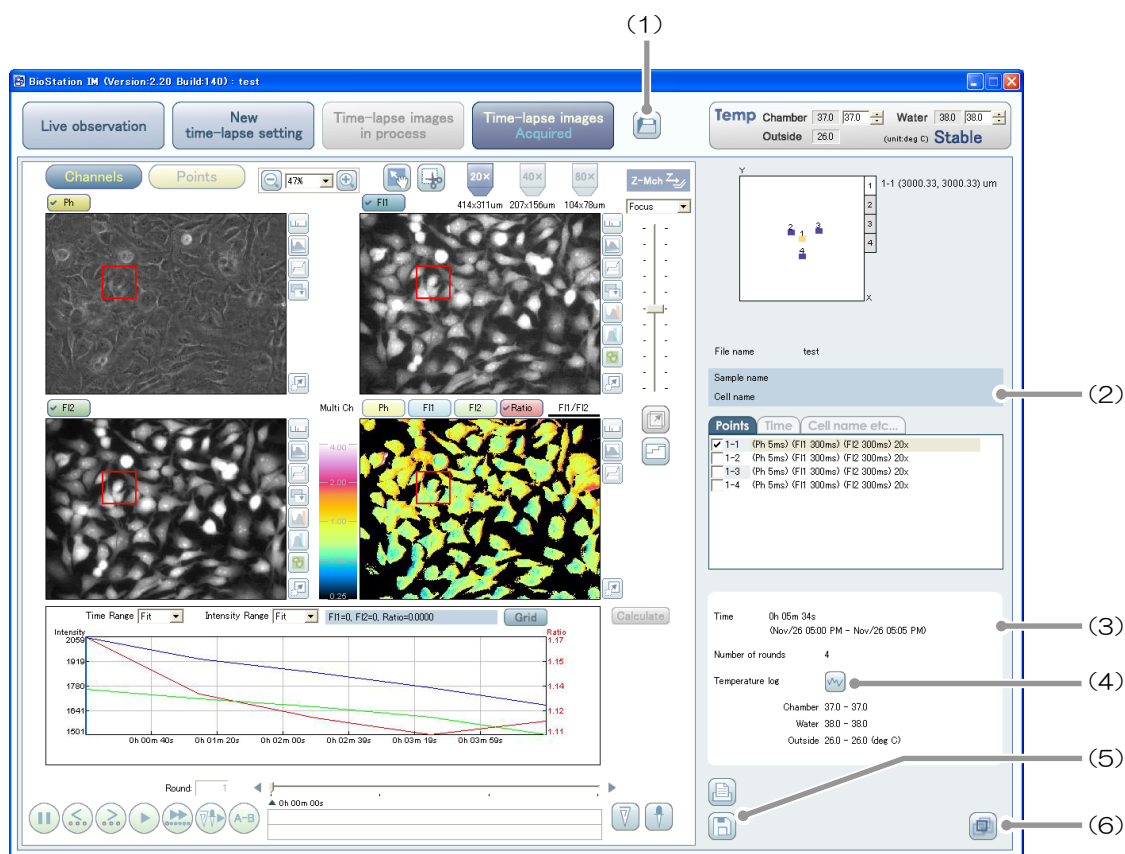 (1)
BioStation IM (Version:2.20 Build:140) : test
Live observation
New
time-lapse setting
Time-lapse images
in process
Time-lapse images
Acquired
Temp Chamber 37.0 37.0 Water 38.0 38.0
Outside 26.0 (unit:deg C) Stable
Channels Points 47% 20× 40× 80× Z-Mch Z
414x311um 207x156um 104x78um Focus
Ph
Fl1
Y
1 1-1 (3000.33, 3000.33) um
2
3
4
2 1 3
4
X
File name test
Sample name
Cell name
(2)
Fl2
Multi Ch Ph Fl1 Fl2 Ratio Fl1/Fl2
4.00
2.00
1.00
0.25
Points Time Cell name etc...
1-1 (Ph 5ms) (Fl1 300ms) (Fl2 300ms) 20x
1-2 (Ph 5ms) (Fl1 300ms) (Fl2 300ms) 20x
1-3 (Ph 5ms) (Fl1 300ms) (Fl2 300ms) 20x
1-4 (Ph 5ms) (Fl1 300ms) (Fl2 300ms) 20x
Time Range Fit Intensity Range Fit Fl1=0, Fl2=0, Ratio=0.0000 Grid Calculate
Intensity Ratio
2059 1.17
1919 1.15
1780 1.14
1641 1.12
1501 1.11
0h 00m 40s 0h 01m 20s 0h 02m 00s 0h 02m 39s 0h 03m 19s 0h 03m 59s
Time 0h 05m 34s
(Nov/26 05:00 PM - Nov/26 05:05 PM)
(3)
Number of rounds 4
Temperature log
(4)
Chamber 37.0 - 37.0
Water 38.0 - 38.0
Outside 26.0 - 26.0 (deg C)
(5)
Round: 1
0h 00m 00s
A-B
(6)